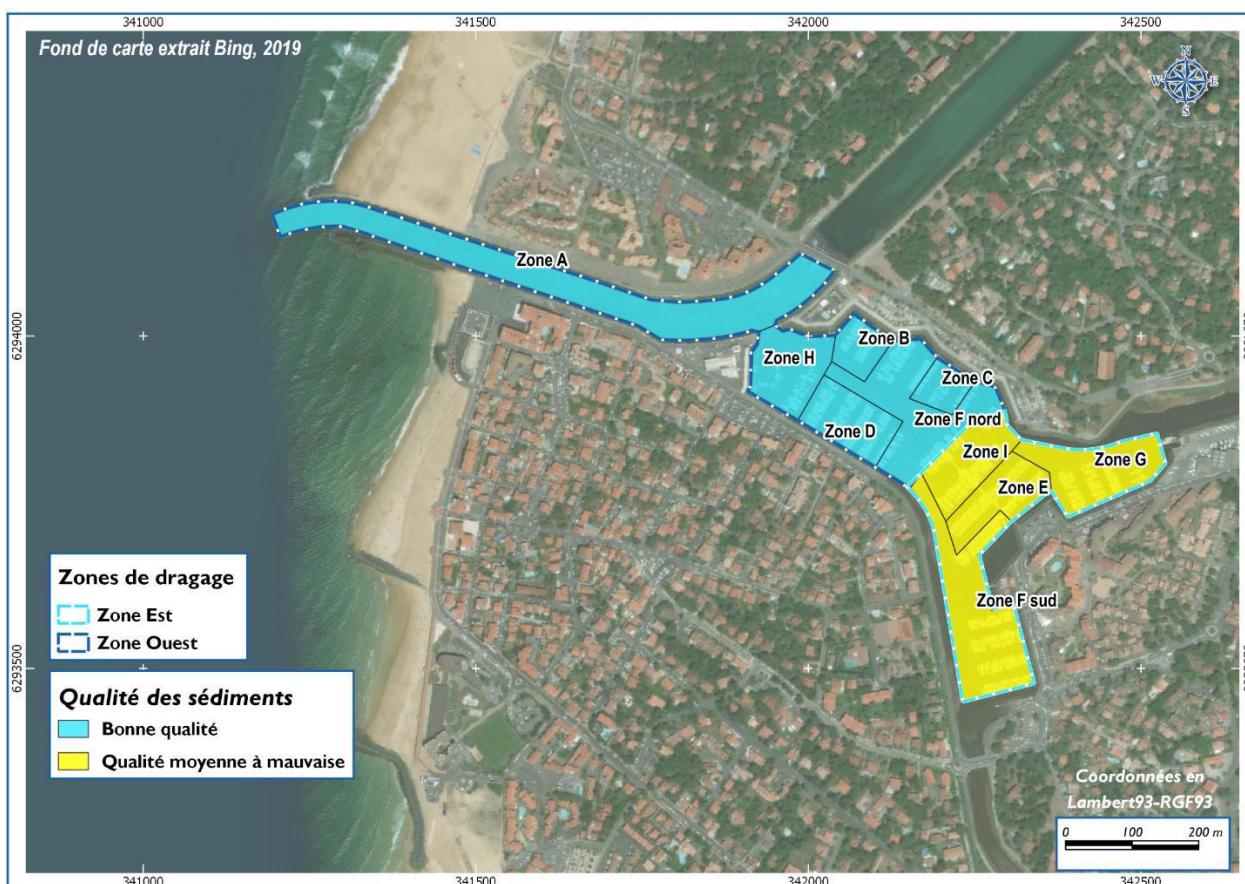 341000 341500 342000 342500
Fond de carte extrait Bing, 2019
N
W E
S
Zone A
6294000
Zone B
Zone H
Zone C
Zone F nord
Zone D
Zone I
Zone G
Zone E
Zones de dragage
Zone Est
Zone Ouest
Zone F sud
6293500
Qualité des sédiments
Bonne qualité
Qualité moyenne à mauvaise
Coordonnées en
Lambert93-RGF93
0 100 200 m
341000 341500 342000 342500